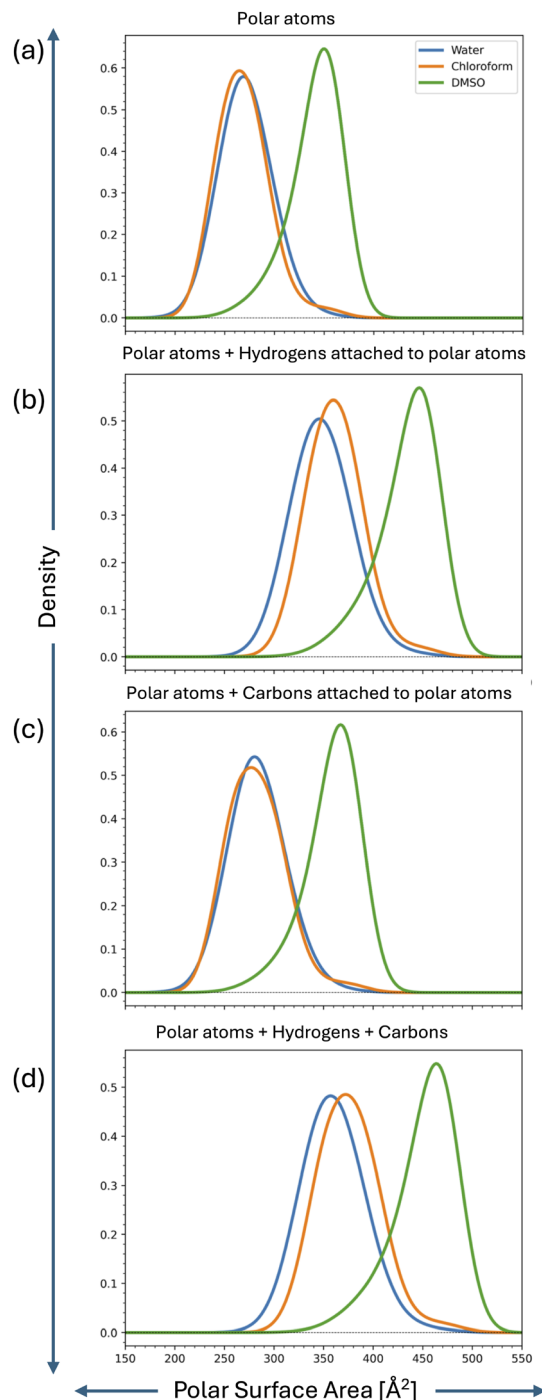 Polar atoms
(a)
Water
Chloroform
DMSO
0.6
0.5
0.4
0.3
0.2
0.1
0.0
Polar atoms + Hydrogens attached to polar atoms
(b)
0.5
0.4
0.3
0.2
0.1
0.0
Density
Polar atoms + Carbons attached to polar atoms
(c)
0.6
0.5
0.4
0.3
0.2
0.1
0.0
Polar atoms + Hydrogens + Carbons
(d)
0.5
0.4
0.3
0.2
0.1
0.0
150 200 250 300 350 400 450 500 550
Polar Surface Area [Å²]